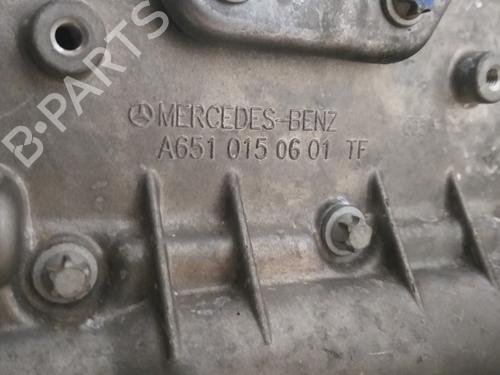 B-PARTS
MERCEDES-BENZ
A651 015 06 01 TF